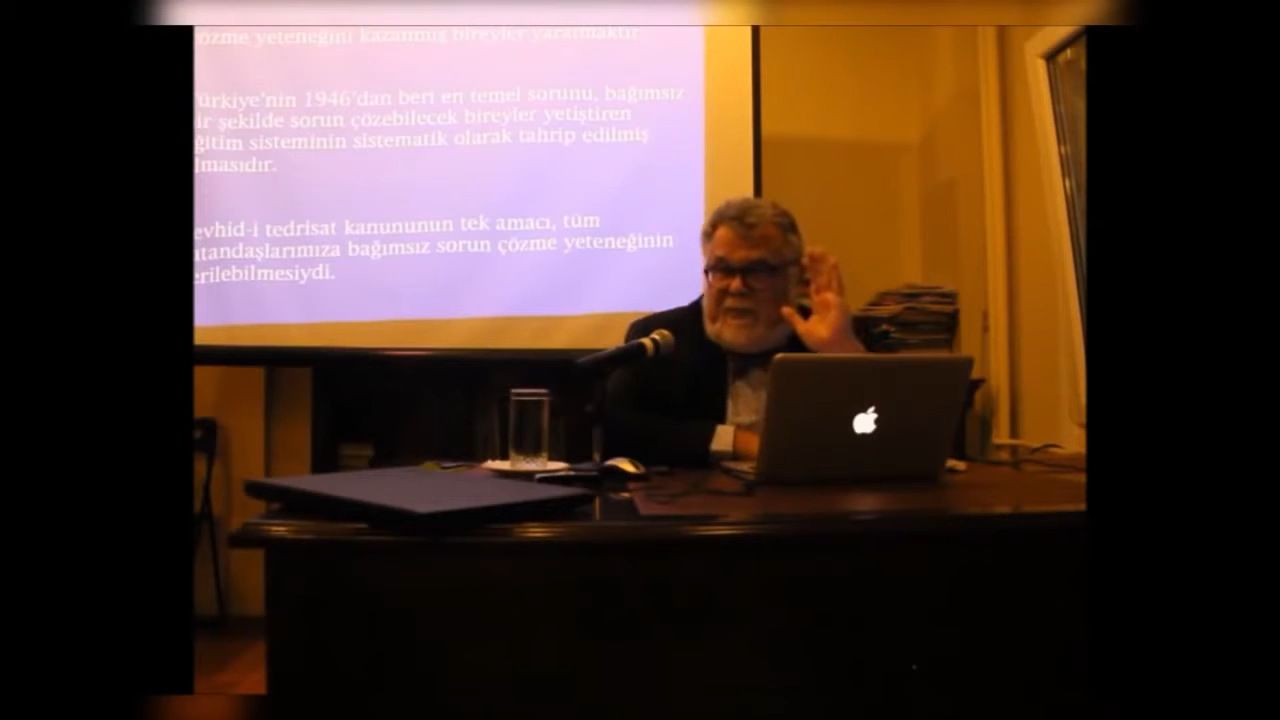 özme yeteneğini kazanmış bireyler yaratmaktır.
ürkiye'nin 1946'dan beri en temel sorunu, bağımsız
ir şekilde sorun çözebilecek bireyler yetiştiren
ğitim sisteminin sistematik olarak tahrip edilmiş
lmasıdır.
evhid-i tedrisat kanununun tek amacı, tüm
atandaşlarımıza bağımsız sorun çözme yeteneğinin
erilebilmesiydi.